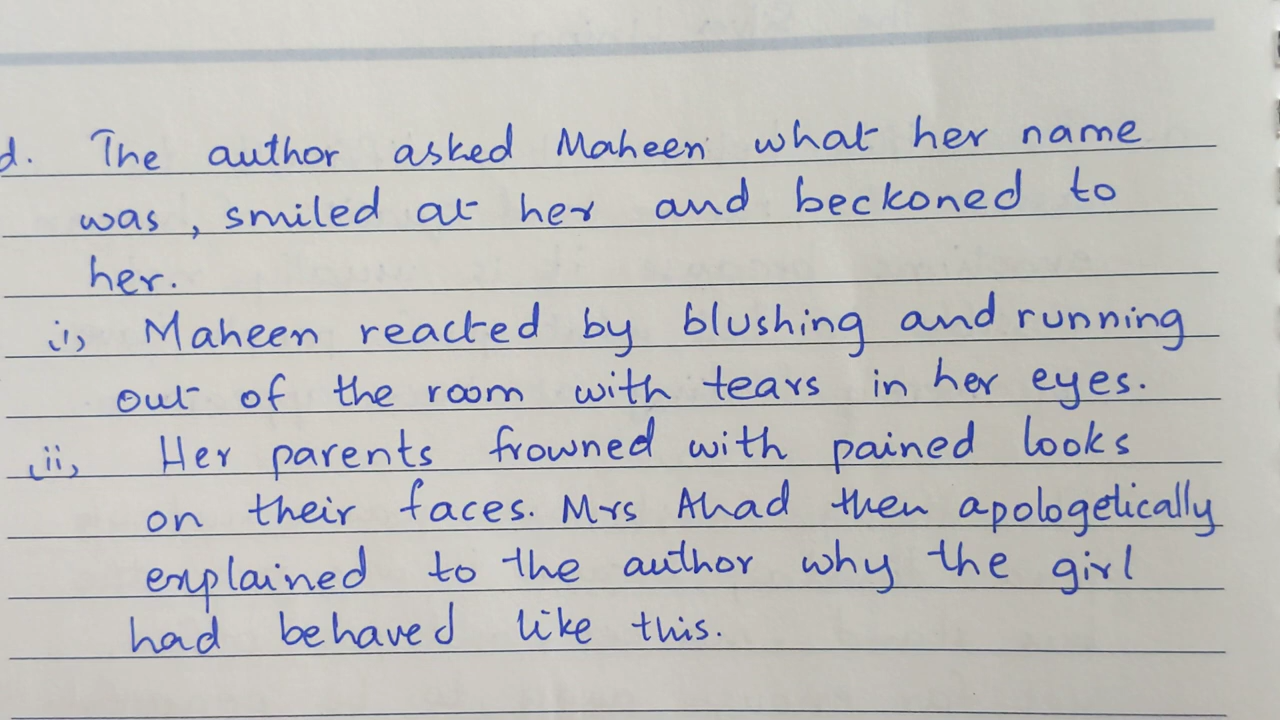 d. The author asked Maheen what her name
was, smiled at her and beckoned to
her.
i, Maheen reacted by blushing and running
out of the room with tears in her eyes.
ii, Her parents frowned with pained looks
on their faces. Mrs Ahad then apologetically
explained to the author why the girl
had behaved like this.